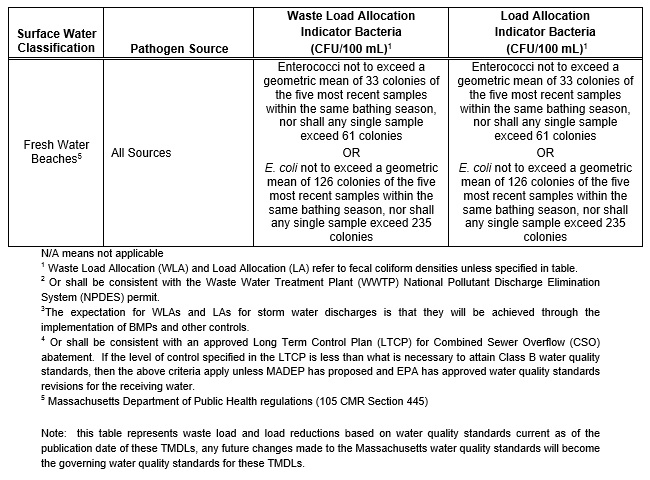 Surface Water
Classification
Pathogen Source
Waste Load Allocation
Indicator Bacteria
(CFU/100 mL)1
Load Allocation
Indicator Bacteria
(CFU/100 mL)1
Fresh Water
Beaches5
All Sources
Enterococci not to exceed a
geometric mean of 33 colonies of
the five most recent samples
within the same bathing season,
nor shall any single sample
exceed 61 colonies
OR
E. coli not to exceed a geometric
mean of 126 colonies of the five
most recent samples within the
same bathing season, nor shall
any single sample exceed 235
colonies
Enterococci not to exceed a
geometric mean of 33 colonies of
the five most recent samples
within the same bathing season,
nor shall any single sample
exceed 61 colonies
OR
E. coli not to exceed a geometric
mean of 126 colonies of the five
most recent samples within the
same bathing season, nor shall
any single sample exceed 235
colonies
N/A means not applicable
1 Waste Load Allocation (WLA) and Load Allocation (LA) refer to fecal coliform densities unless specified in table.
2 Or shall be consistent with the Waste Water Treatment Plant (WWTP) National Pollutant Discharge Elimination
System (NPDES) permit.
3The expectation for WLAs and LAs for storm water discharges is that they will be achieved through the
implementation of BMPs and other controls.
4 Or shall be consistent with an approved Long Term Control Plan (LTCP) for Combined Sewer Overflow (CSO)
abatement. If the level of control specified in the LTCP is less than what is necessary to attain Class B water quality
standards, then the above criteria apply unless MADEP has proposed and EPA has approved water quality standards
revisions for the receiving water.
5 Massachusetts Department of Public Health regulations (105 CMR Section 445)
Note: this table represents waste load and load reductions based on water quality standards current as of the
publication date of these TMDLs, any future changes made to the Massachusetts water quality standards will become
the governing water quality standards for these TMDLs.